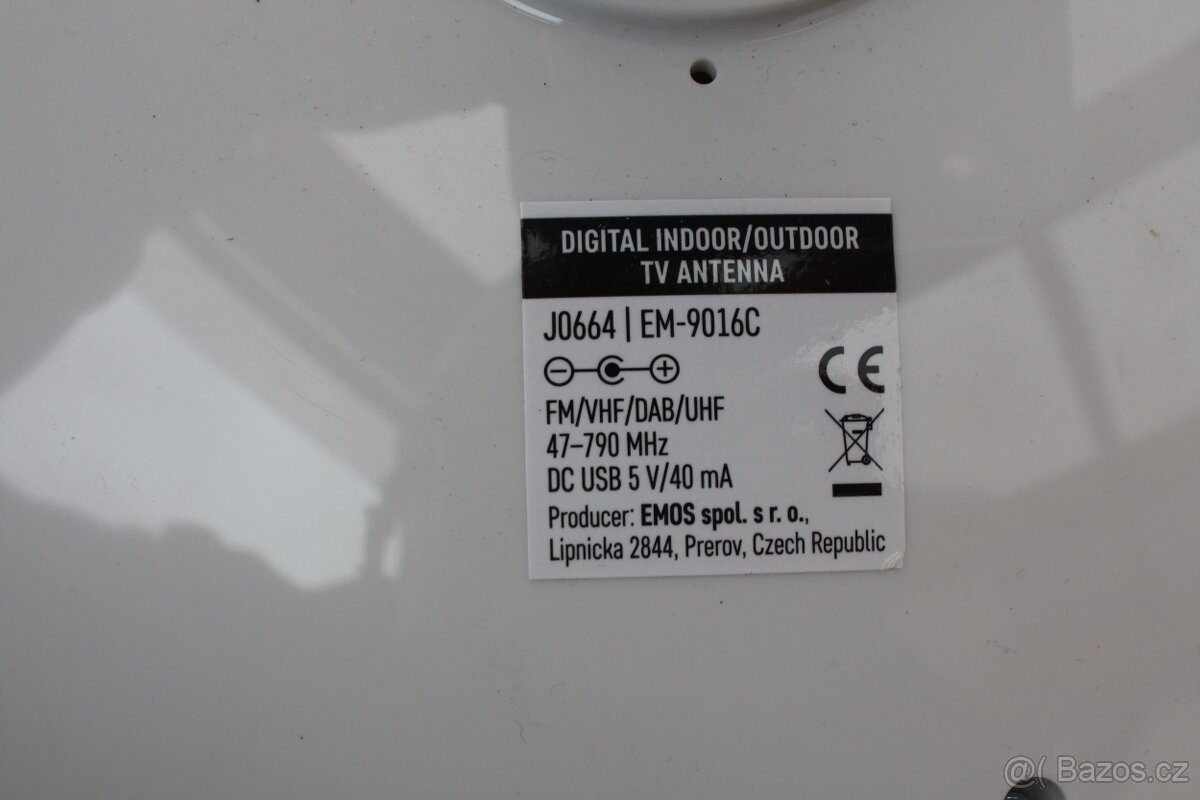 DIGITAL INDOOR/OUTDOOR
TV ANTENNA
J0664 | EM-9016C
CE
FM/VHF/DAB/UHF
47–790 MHz
DC USB 5 V/40 mA
Producer: EMOS spol. s r. o.,
Lipnicka 2844, Prerov, Czech Republic
@( Bazos.cz